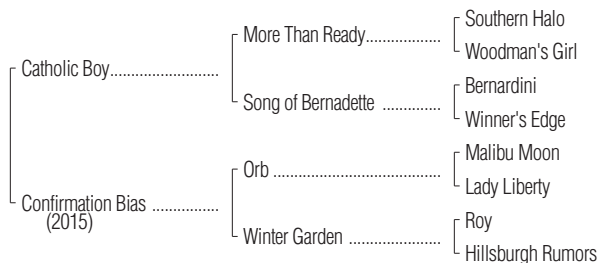 Southern Halo
More Than Ready....................
Woodman's Girl
Catholic Boy.............................
Bernardini
Song of Bernadette ...............
Winner's Edge
Malibu Moon
Orb ............................................
Lady Liberty
Confirmation Bias .................
(2015)
Roy
Winter Garden ........................
Hillsburgh Rumors